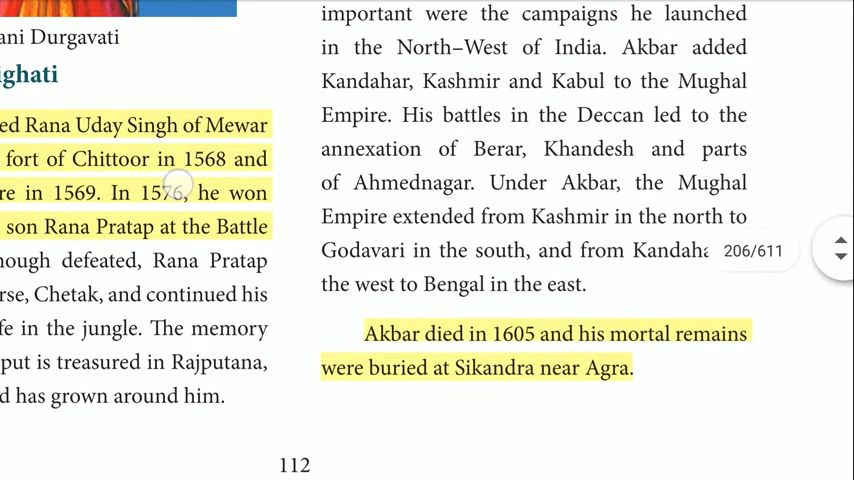 ani Durgavati
ighati
ed Rana Uday Singh of Mewar
fort of Chittoor in 1568 and
re in 1569. In 1576, he won
son Rana Pratap at the Battle
hough defeated, Rana Pratap
rse, Chetak, and continued his
fe in the jungle. The memory
put is treasured in Rajputana,
d has grown around him.
important were the campaigns he launched
in the North–West of India. Akbar added
Kandahar, Kashmir and Kabul to the Mughal
Empire. His battles in the Deccan led to the
annexation of Berar, Khandesh and parts
of Ahmednagar. Under Akbar, the Mughal
Empire extended from Kashmir in the north to
Godavari in the south, and from Kandaha
the west to Bengal in the east.
Akbar died in 1605 and his mortal remains
were buried at Sikandra near Agra.
206/611
112